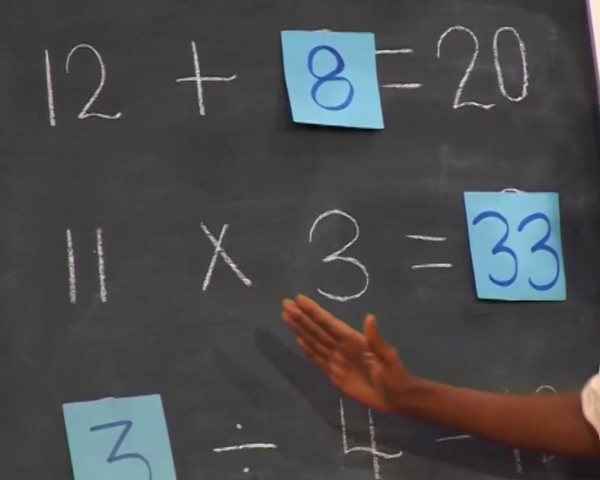 12 + 8 = 20
11 x 3 = 33
3 ÷ 4